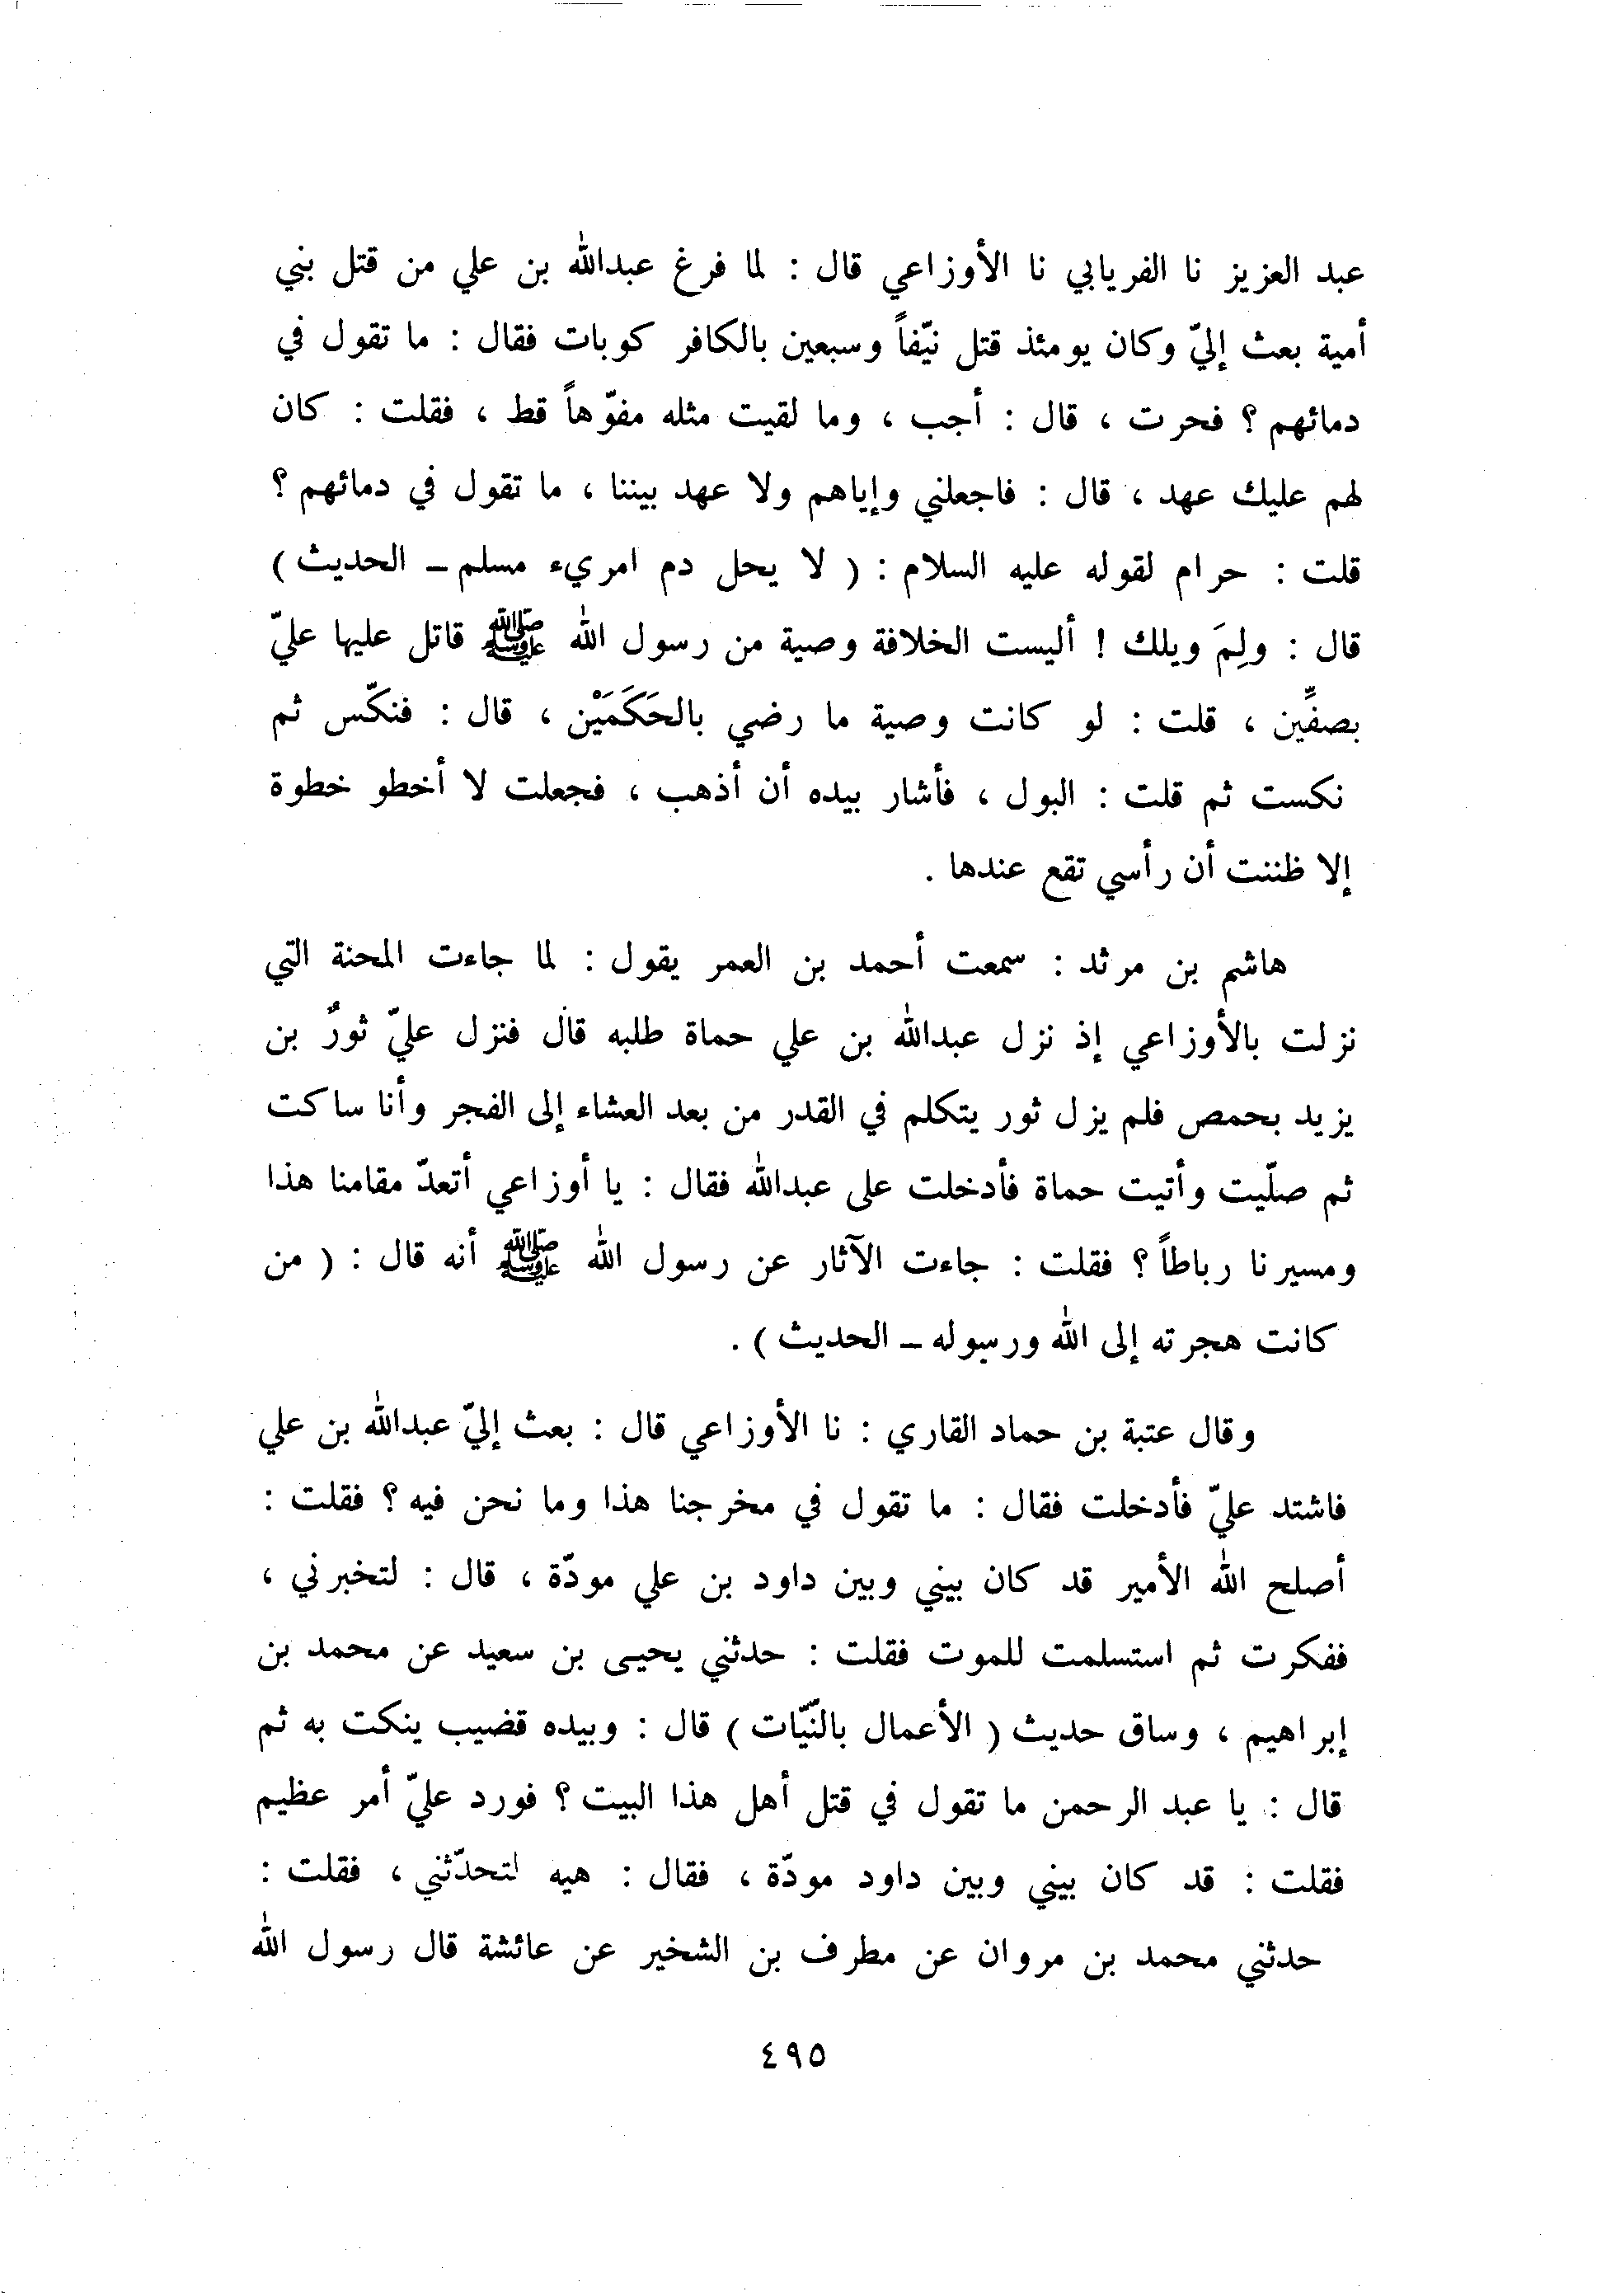 عبد العزيز نا الفريابي نا الأوزاعي قال : لما فرغ عبدالله بن علي من قتل بني
أمية بعث إليّ وكان يومئذ قتل نيّفاً وسبعين بالكافر كوبات فقال : ما تقول في
دمائهم ؟ فحرت ، قال : أجب ، وما لقيت مثله مفوّهاً قط ، فقلت : كان
لهم عليك عهد ، قال : فاجعلني وإياهم ولا عهد بيننا ، ما تقول في دمائهم ؟
قلت : حرام لقوله عليه السلام : ( لا يحل دم امريء مسلم – الحديث )
قال : ولِمَ ويلك ! أليست الخلافة وصية من رسول الله ﷺ قاتل عليها عليّ
بصفِّين ، قلت : لو كانت وصية ما رضي بالحَكَمَيْن ، قال : فنكّس ثم
نكست ثم قلت : البول ، فأشار بيده أن أذهب ، فجعلت لا أخطو خطوة
إلا ظننت أن رأسي تقع عندها .
هاشم بن مرثد : سمعت أحمد بن العمر يقول : لما جاءت المحنة التي
نزلت بالأوزاعي إذ نزل عبدالله بن علي حماة طلبه قال فنزل عليّ ثورٌ بن
يزيد بحمص فلم يزل ثور يتكلم في القدر من بعد العشاء إلى الفجر وأنا ساكت
ثم صلّيت وأتيت حماة فأدخلت على عبدالله فقال : يا أوزاعي أتعدّ مقامنا هذا
ومسيرنا رباطاً ؟ فقلت : جاءت الآثار عن رسول الله ﷺ أنه قال : ( من
كانت هجرته إلى الله ورسوله – الحديث ) .
وقال عتبة بن حماد القاري : نا الأوزاعي قال : بعث إليّ عبدالله بن علي
فاشتد عليّ فأدخلت فقال : ما تقول في مخرجنا هذا وما نحن فيه ؟ فقلت :
أصلح الله الأمير قد كان بيني وبين داود بن علي مودّة ، قال : لتخبرني ،
ففكرت ثم استسلمت للموت فقلت : حدثني يحيى بن سعيد عن محمد بن
إبراهيم ، وساق حديث ( الأعمال بالنّيّات ) قال : وبيده قضيب ينكت به ثم
قال : يا عبد الرحمن ما تقول في قتل أهل هذا البيت ؟ فورد عليّ أمر عظيم
فقلت : قد كان بيني وبين داود مودّة ، فقال : هيه لتحدّثني ، فقلت :
حدثني محمد بن مروان عن مطرف بن الشخير عن عائشة قال رسول الله
٤٩٥